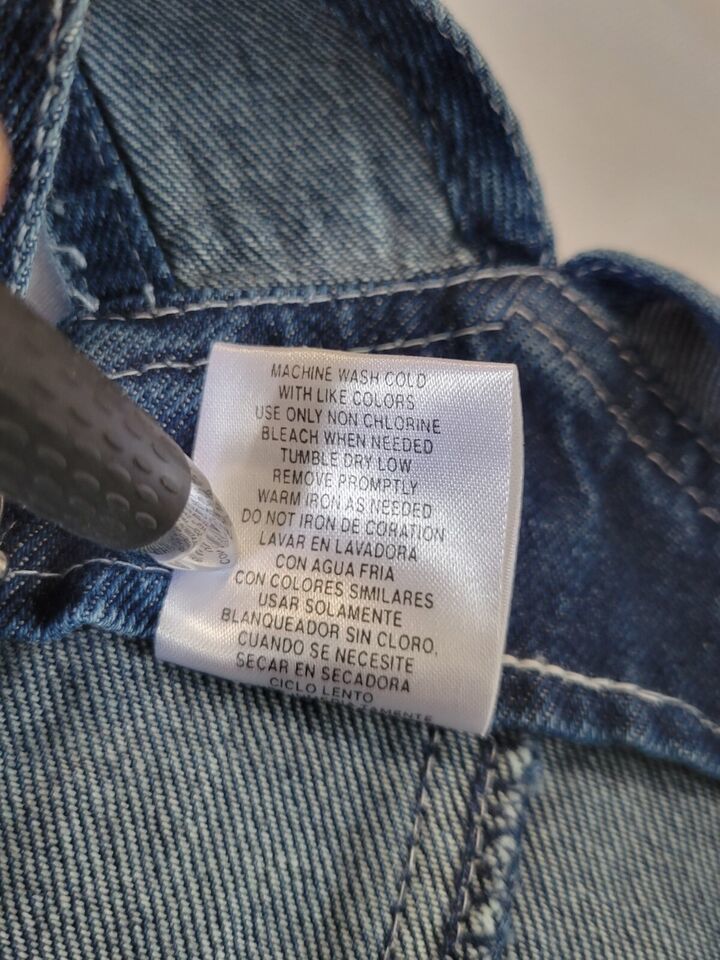 MACHINE WASH COLD
WITH LIKE COLORS
USE ONLY NON CHLORINE
BLEACH WHEN NEEDED
TUMBLE DRY LOW
REMOVE PROMPTLY
WARM IRON AS NEEDED
DO NOT IRON DE CORATION
LAVAR EN LAVADORA
CON AGUA FRIA
CON COLORES SIMILARES
USAR SOLAMENTE
BLANQUEADOR SIN CLORO,
CUANDO SE NECESITE
SECAR EN SECADORA
CICLO LENTO